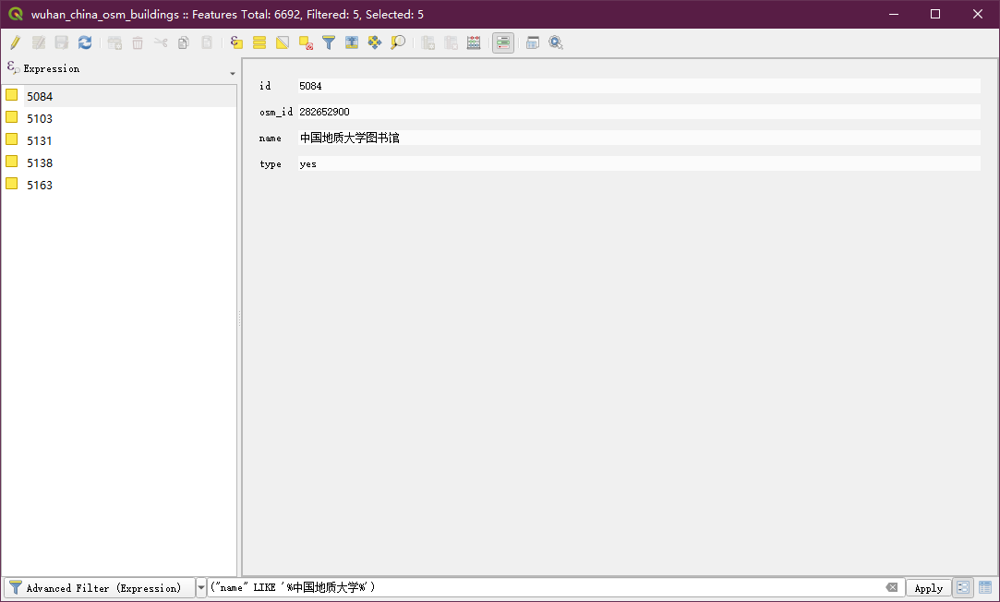 wuhan_china_osm_buildings :: Features Total: 6692, Filtered: 5, Selected: 5
Expression
5084
5103
5131
5138
5163
id 5084
osm_id 282652900
name 中国地质大学图书馆
type yes
Advanced Filter (Expression) ("name" LIKE '%中国地质大学%') Apply